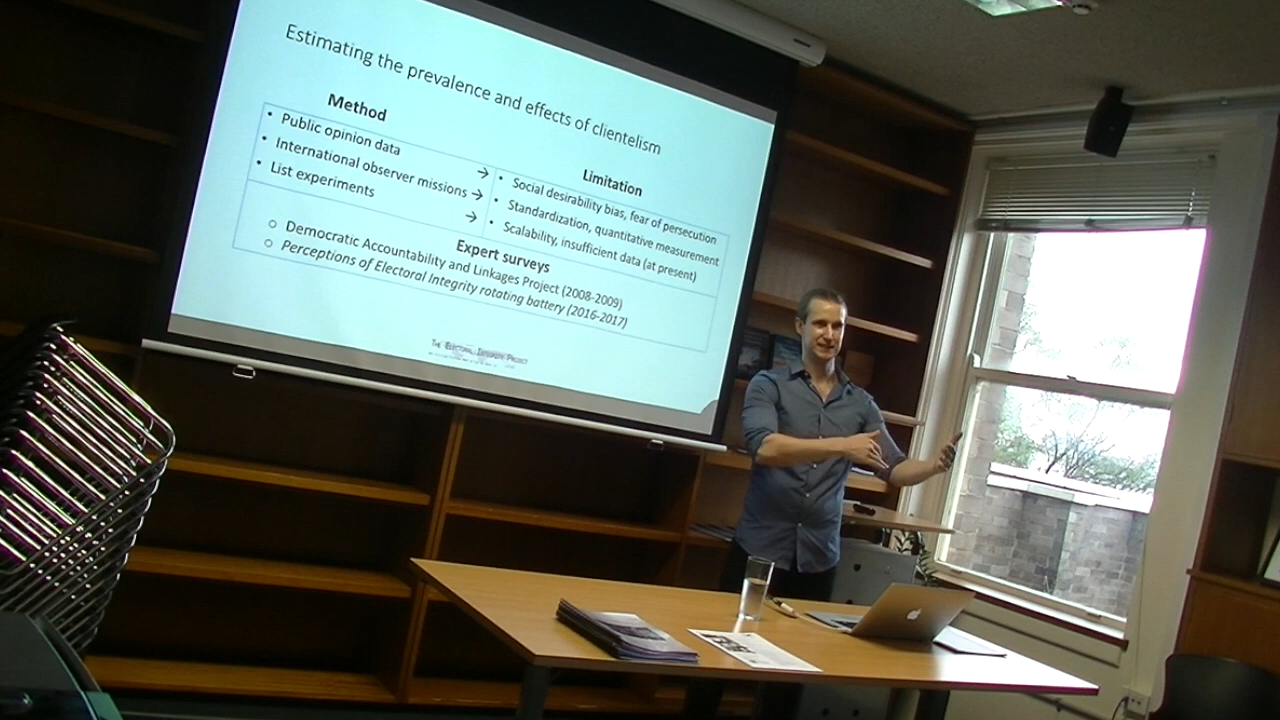 Estimating the prevalence and effects of clientelism
Method
• Public opinion data →
• International observer missions →
• List experiments →
Limitation
• Social desirability bias, fear of persecution
• Standardization, quantitative measurement
• Scalability, insufficient data (at present)
Expert surveys
○ Democratic Accountability and Linkages Project (2008-2009)
○ Perceptions of Electoral Integrity rotating battery (2016-2017)
THE ELECTORAL INTEGRITY PROJECT